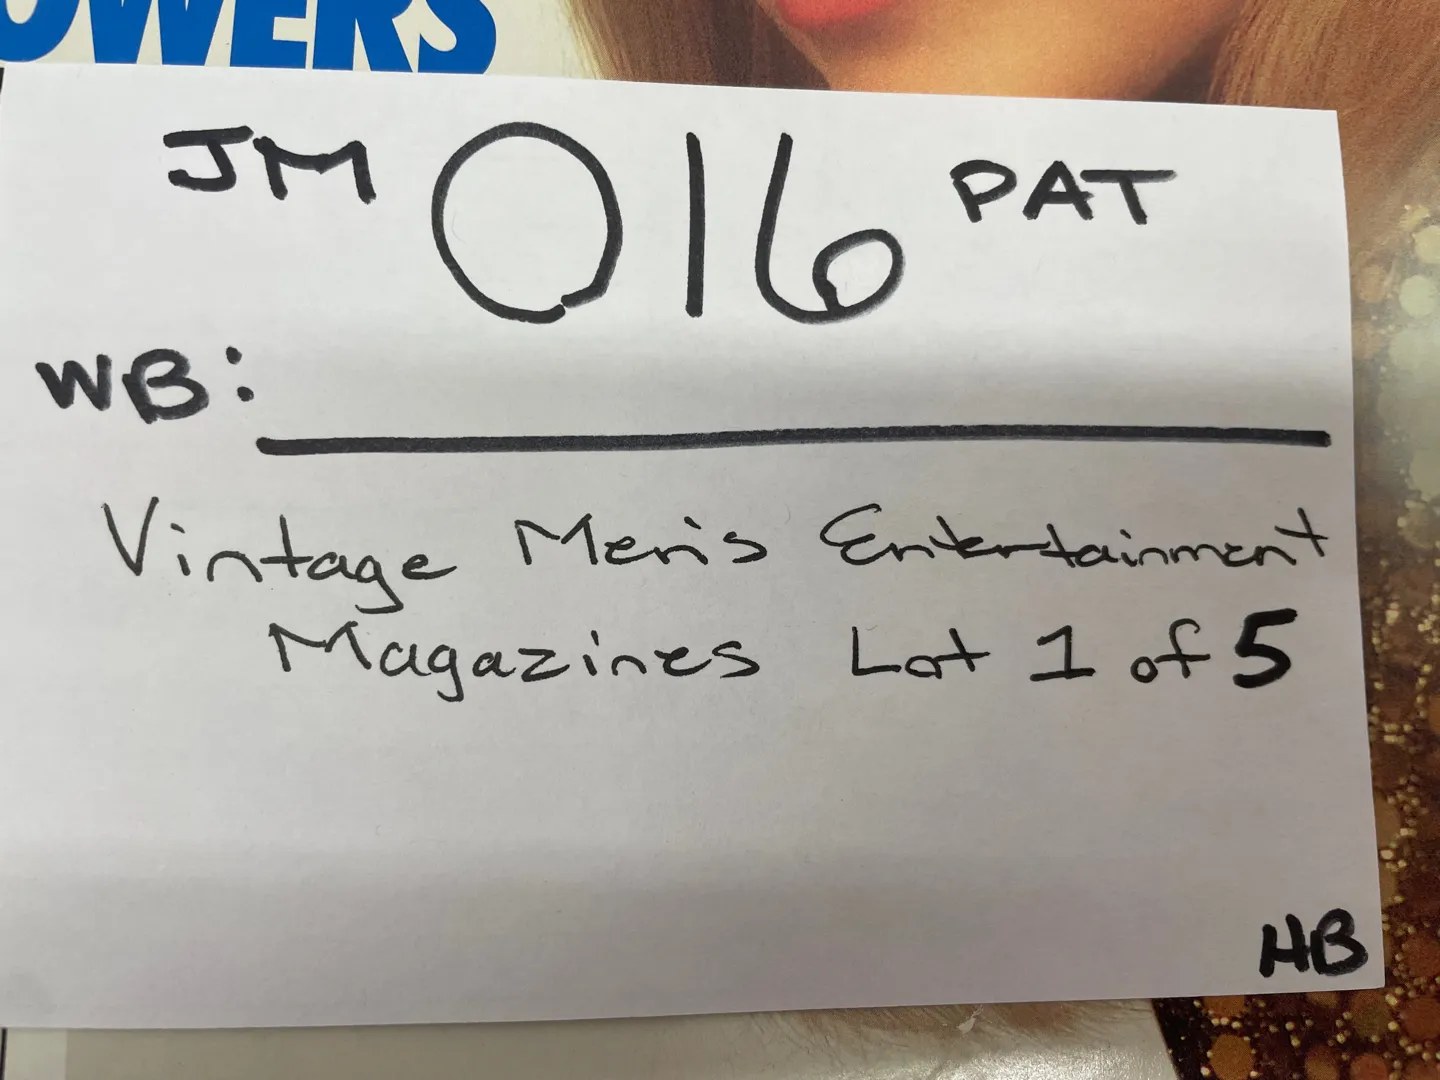 OWERS
JM 016 PAT
WB:
Vintage Men's Entertainment
Magazines Lot 1 of 5
HB